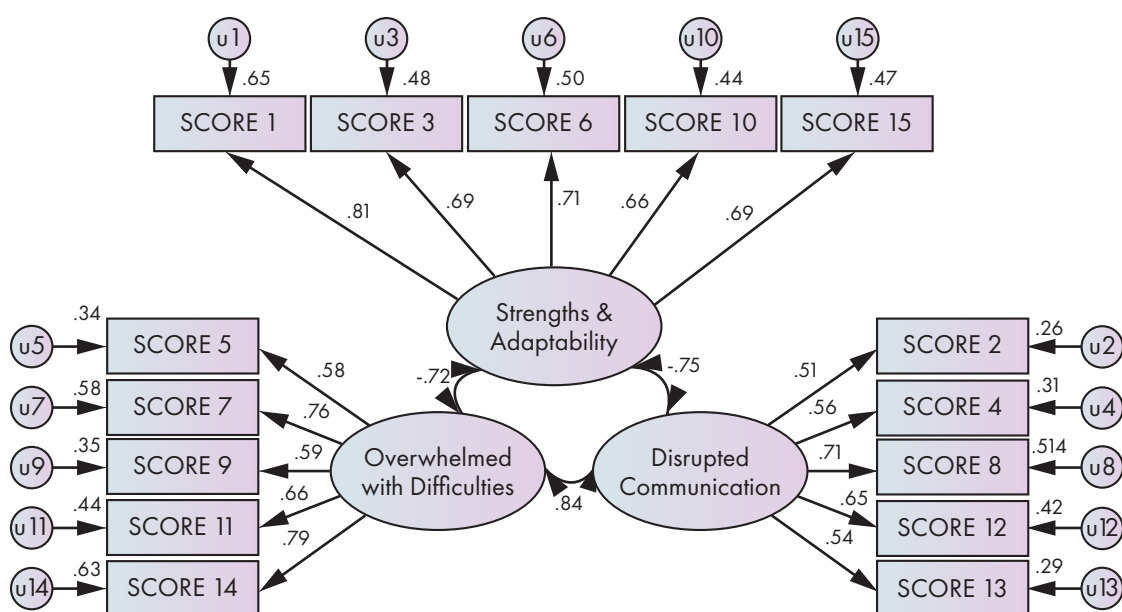 u1
u3
u6
u10
u15
.65
.48
.50
.44
.47
SCORE 1
SCORE 3
SCORE 6
SCORE 10
SCORE 15
.81
.69
.71
.66
.69
Strengths &
Adaptability
-.72
-.75
.84
u5
.34
SCORE 5
.58
u7
.58
SCORE 7
.76
u9
.35
SCORE 9
.59
u11
.44
SCORE 11
.66
u14
.63
SCORE 14
.79
Overwhelmed
with Difficulties
Disrupted
Communication
.51
SCORE 2
.26
u2
.56
SCORE 4
.31
u4
.71
SCORE 8
.514
u8
.65
SCORE 12
.42
u12
.54
SCORE 13
.29
u13